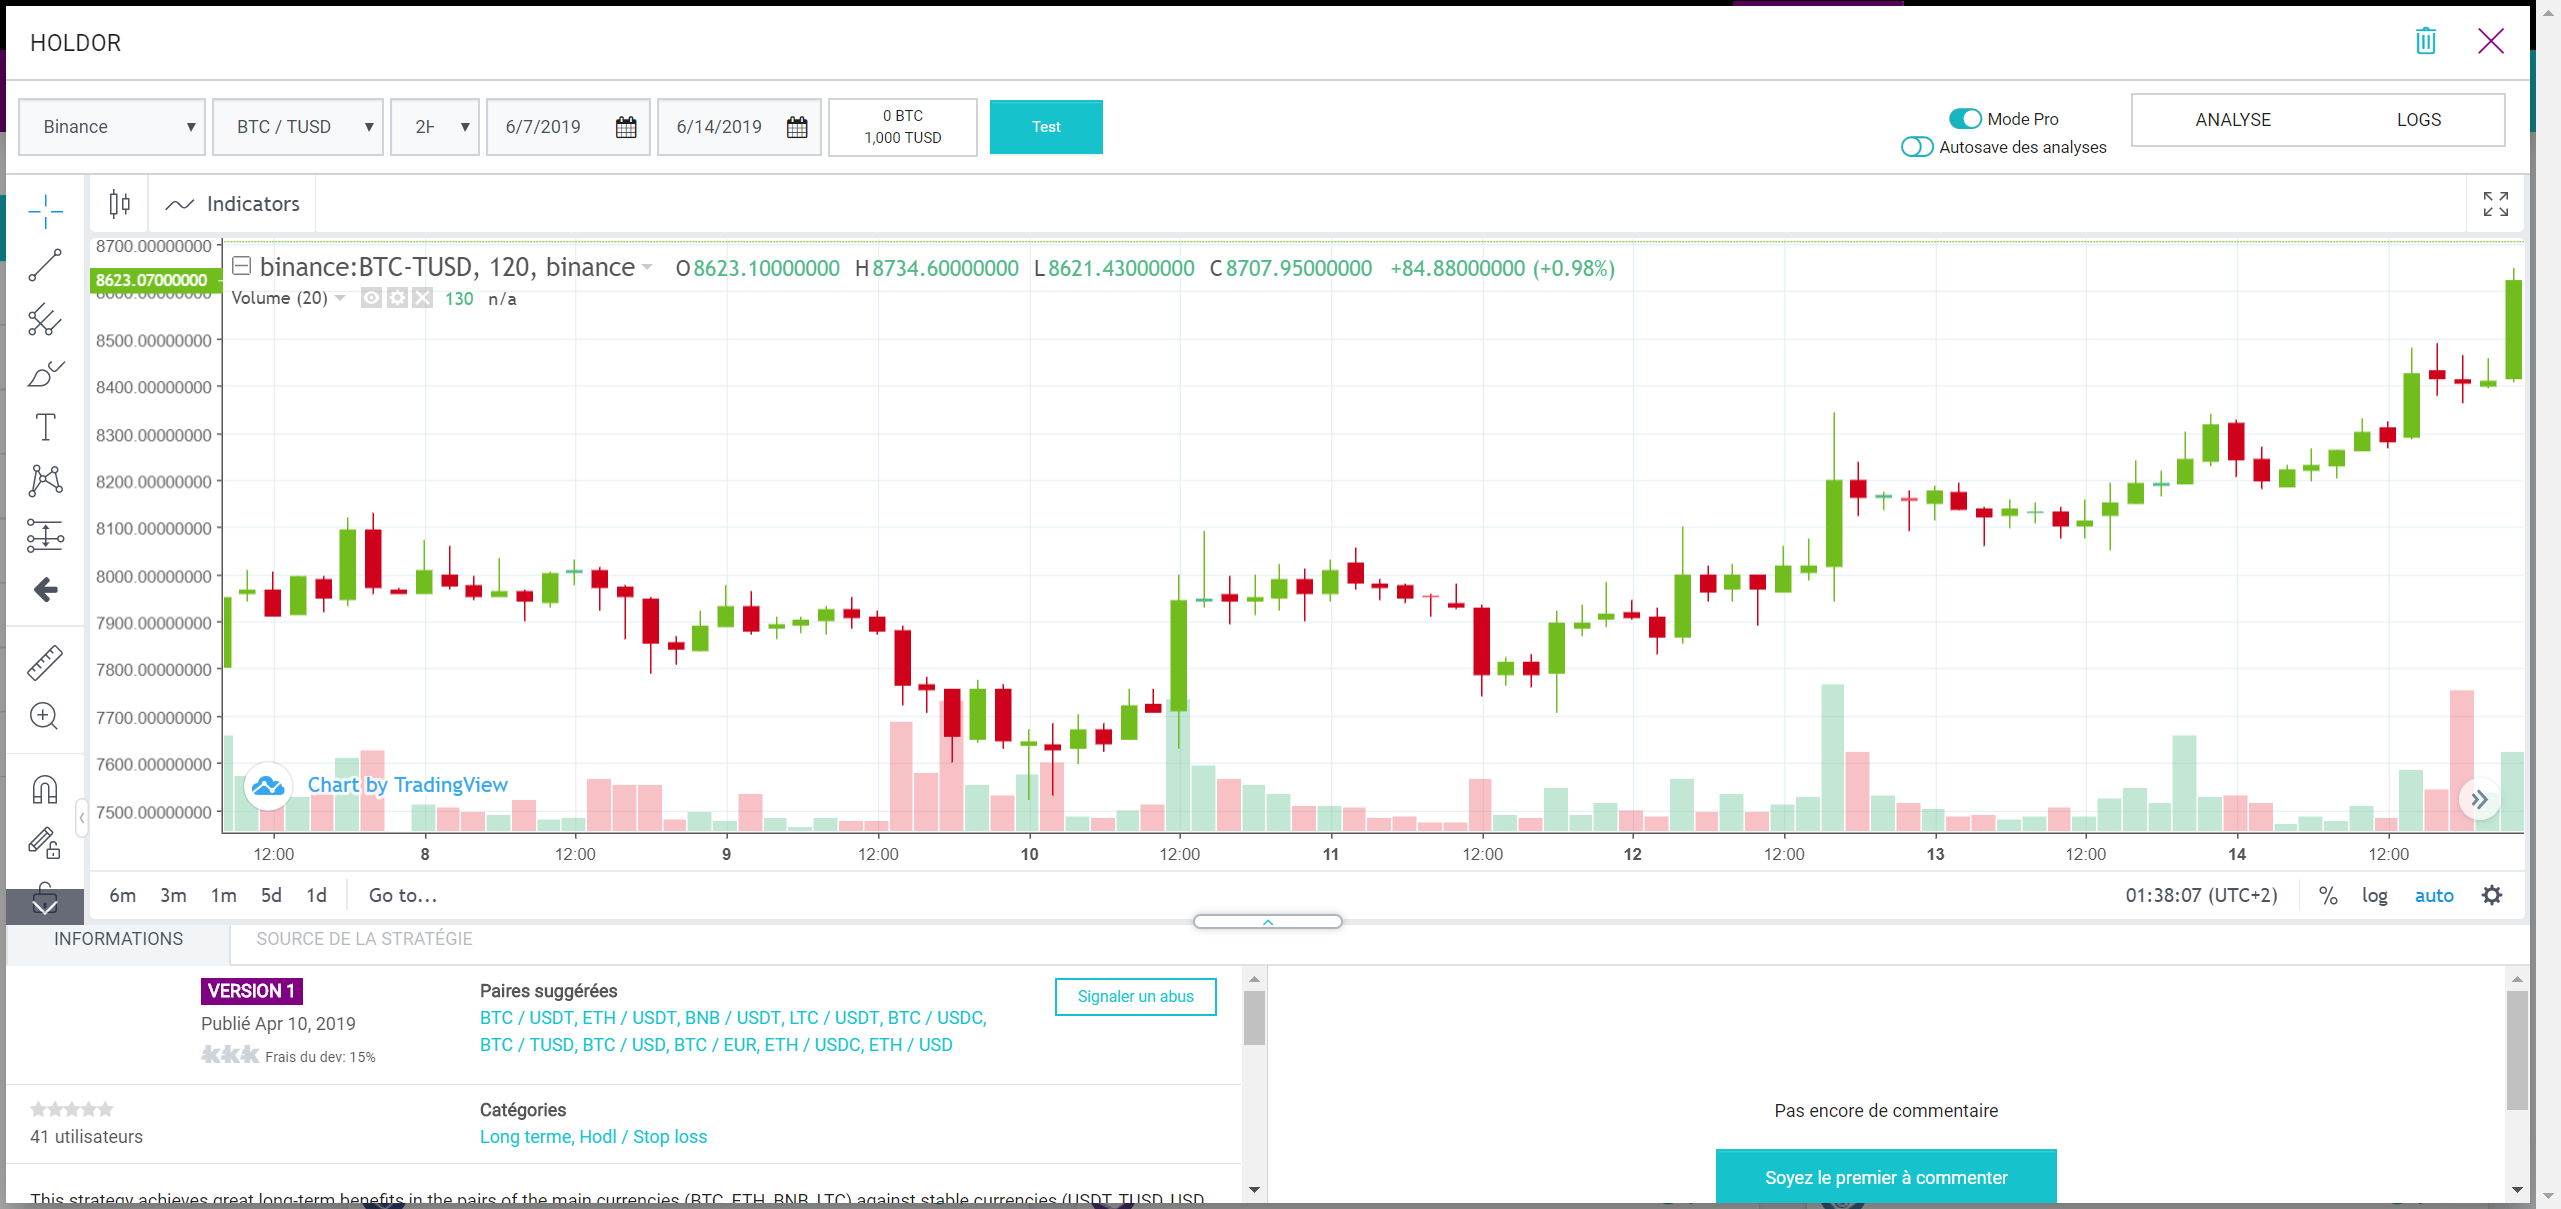 HOLDOR
Binance
BTC / TUSD
6/7/2019
6/14/2019
0 BTC
1,000 TUSD
Test
Mode Pro
Autosave des analyses
ANALYSE
LOGS
Indicators
binance:BTC-TUSD, 120, binance O 8623.10000000 H 8734.60000000 L 8621.43000000 C 8707.95000000 +84.88000000 (+0.98%)
Volume (20) 130 n/a
8700.00000000
8623.07000000
8600.00000000
8500.00000000
8400.00000000
8300.00000000
8200.00000000
8100.00000000
8000.00000000
7900.00000000
7800.00000000
7700.00000000
7600.00000000
7500.00000000
Chart by TradingView
12:00 8 12:00 9 12:00 10 12:00 11 12:00 12 12:00 13 12:00 14 12:00
6m 3m 1m 5d 1d Go to... 01:38:07 (UTC+2) % log auto
INFORMATIONS
SOURCE DE LA STRATÉGIE
VERSION 1
Publié Apr 10, 2019
Frais du dev: 15%
Paires suggérées
BTC / USDT, ETH / USDT, BNB / USDT, LTC / USDT, BTC / USDC,
BTC / TUSD, BTC / USD, BTC / EUR, ETH / USDC, ETH / USD
Signaler un abus
41 utilisateurs
Catégories
Long terme, Hodl / Stop loss
This strategy achieves great long-term benefits in the pairs of the main currencies (BTC, ETH, BNB, LTC) against stable currencies (USDT, TUSD, USD,
Pas encore de commentaire
Soyez le premier à commenter